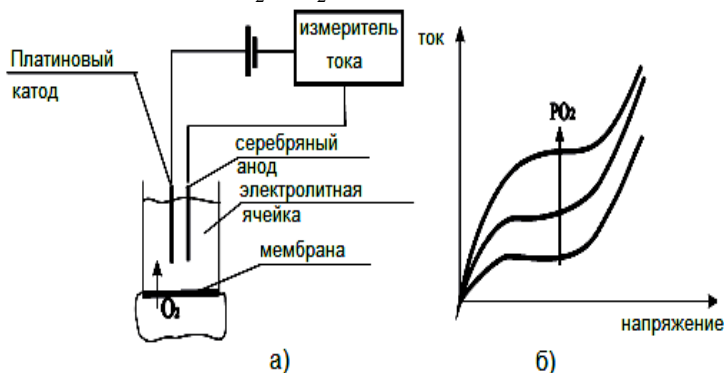 Платиновый
катод
измеритель
тока
серебряный
анод
электролитная
ячейка
мембрана
O₂
а)
ток
PO₂
напряжение
б)